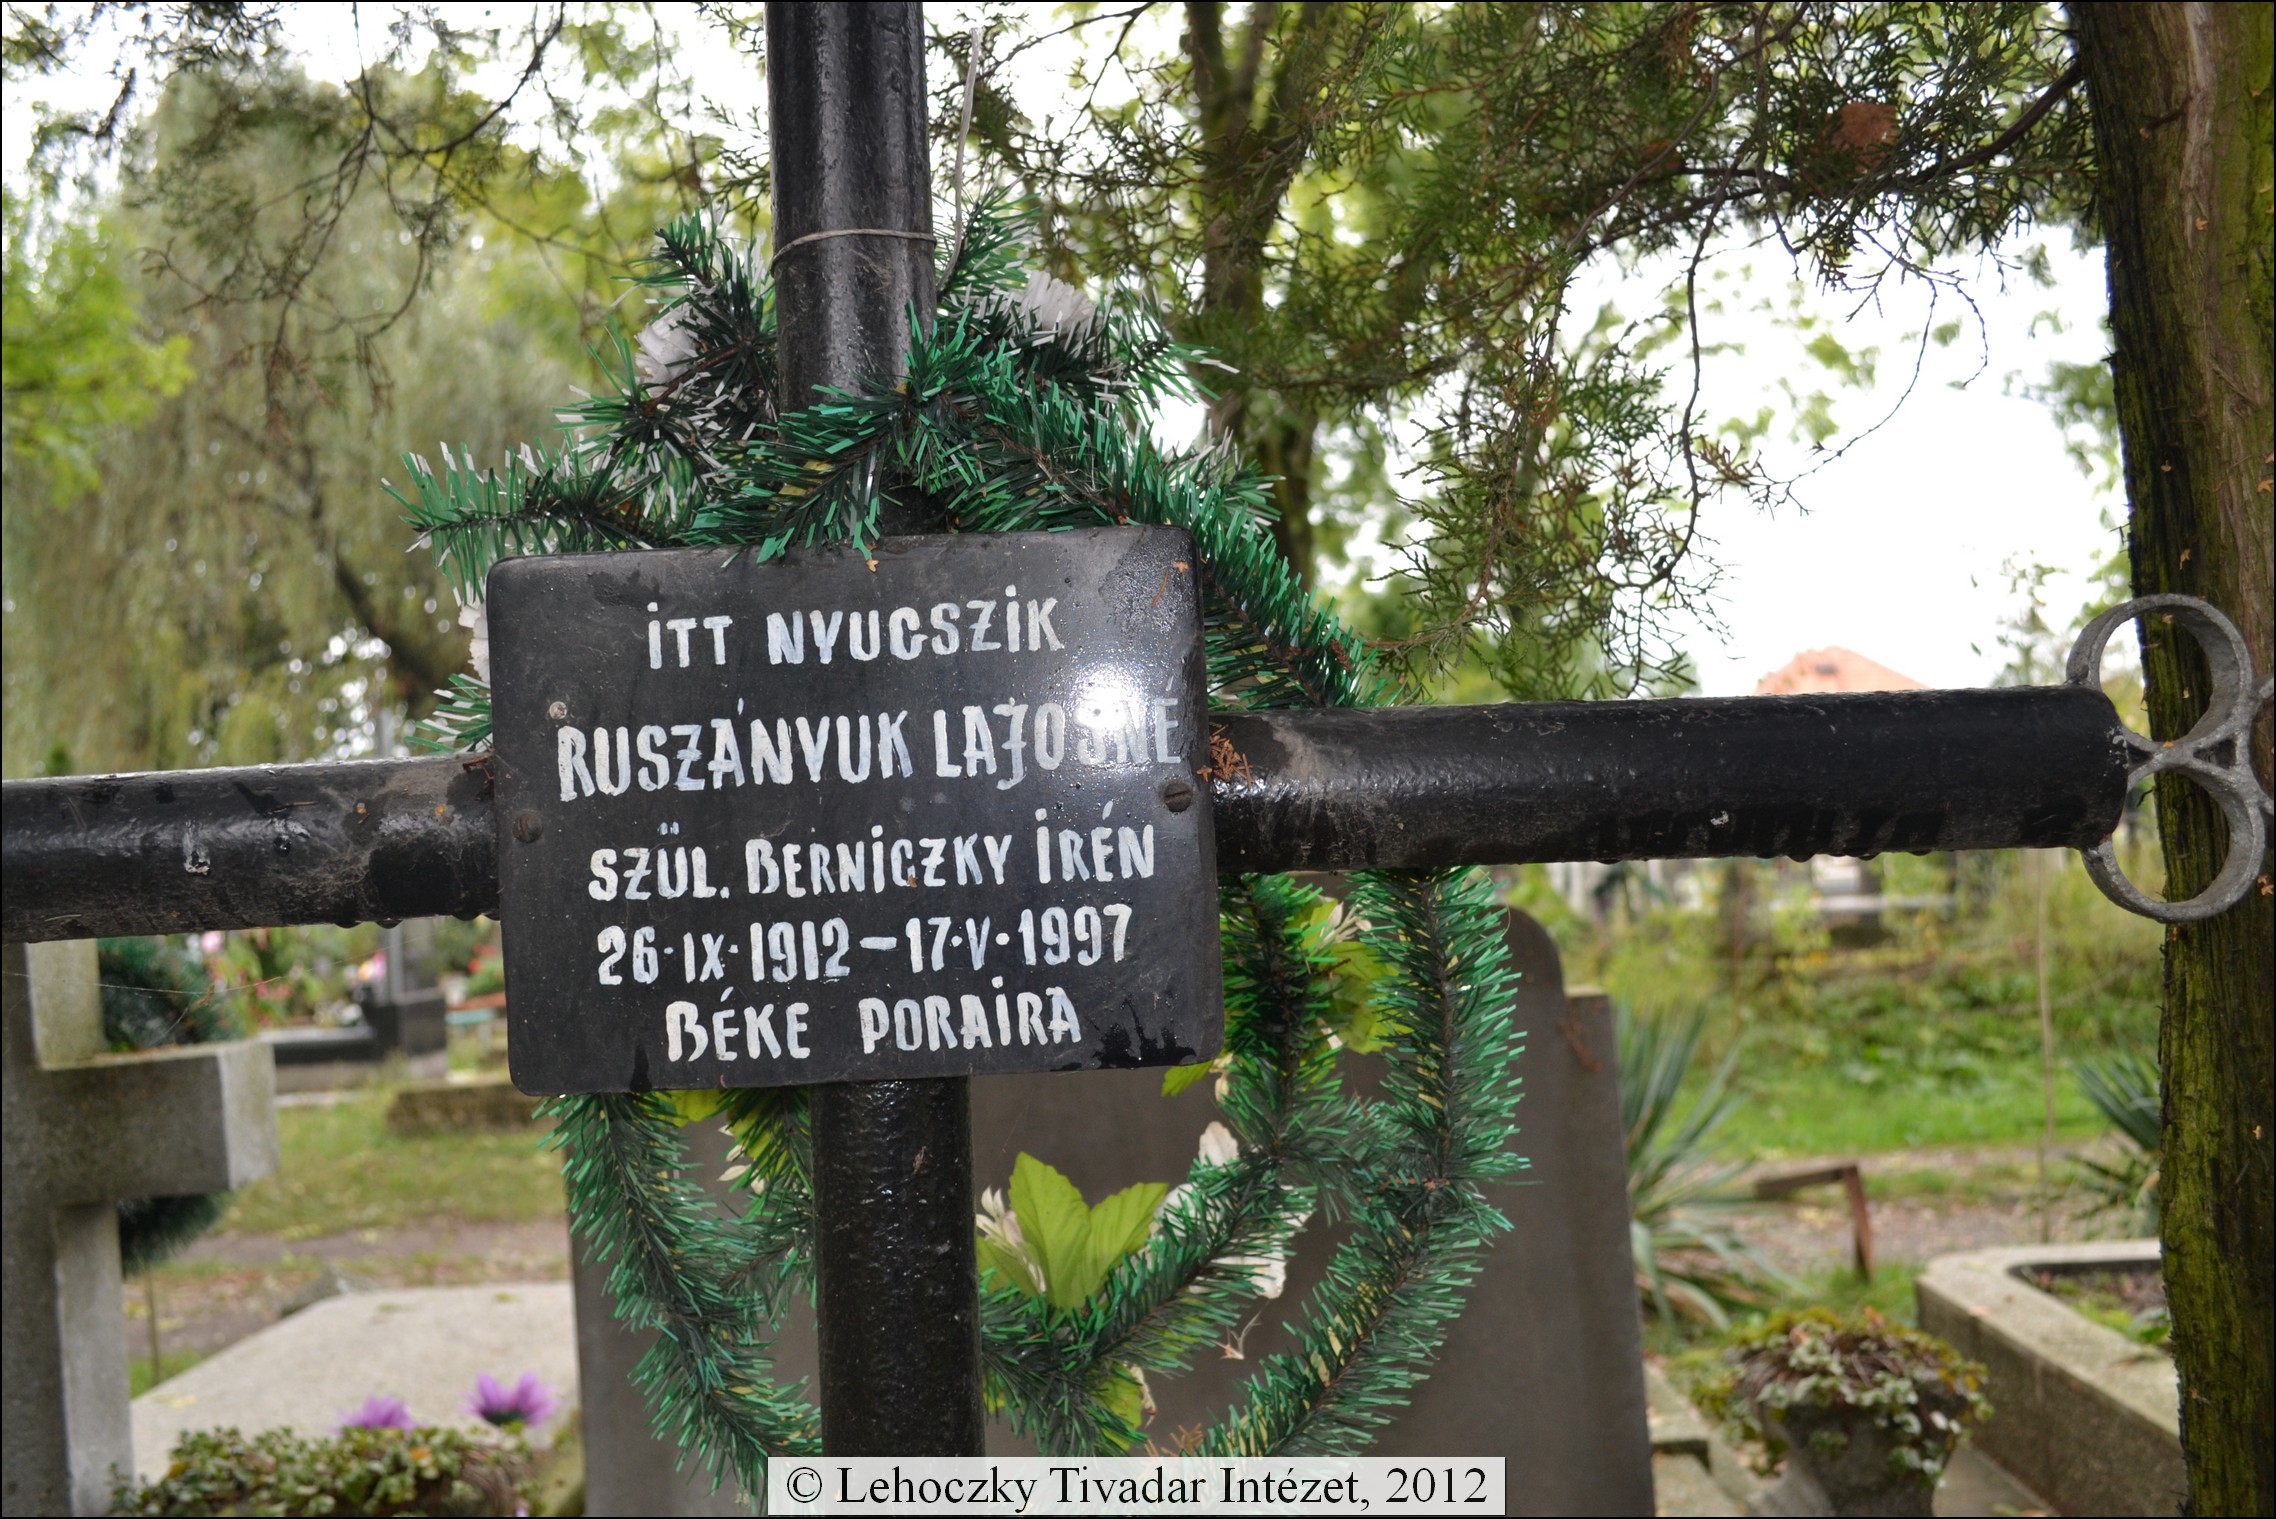 İTT NYUGSZİK
RUSZÁNYUK LAJOSNÉ
SZÜL. BERNİCZKY İRÉN
26·IX·1912–17·V·1997
BÉKE PORAİRA
© Lehoczky Tivadar Intézet, 2012